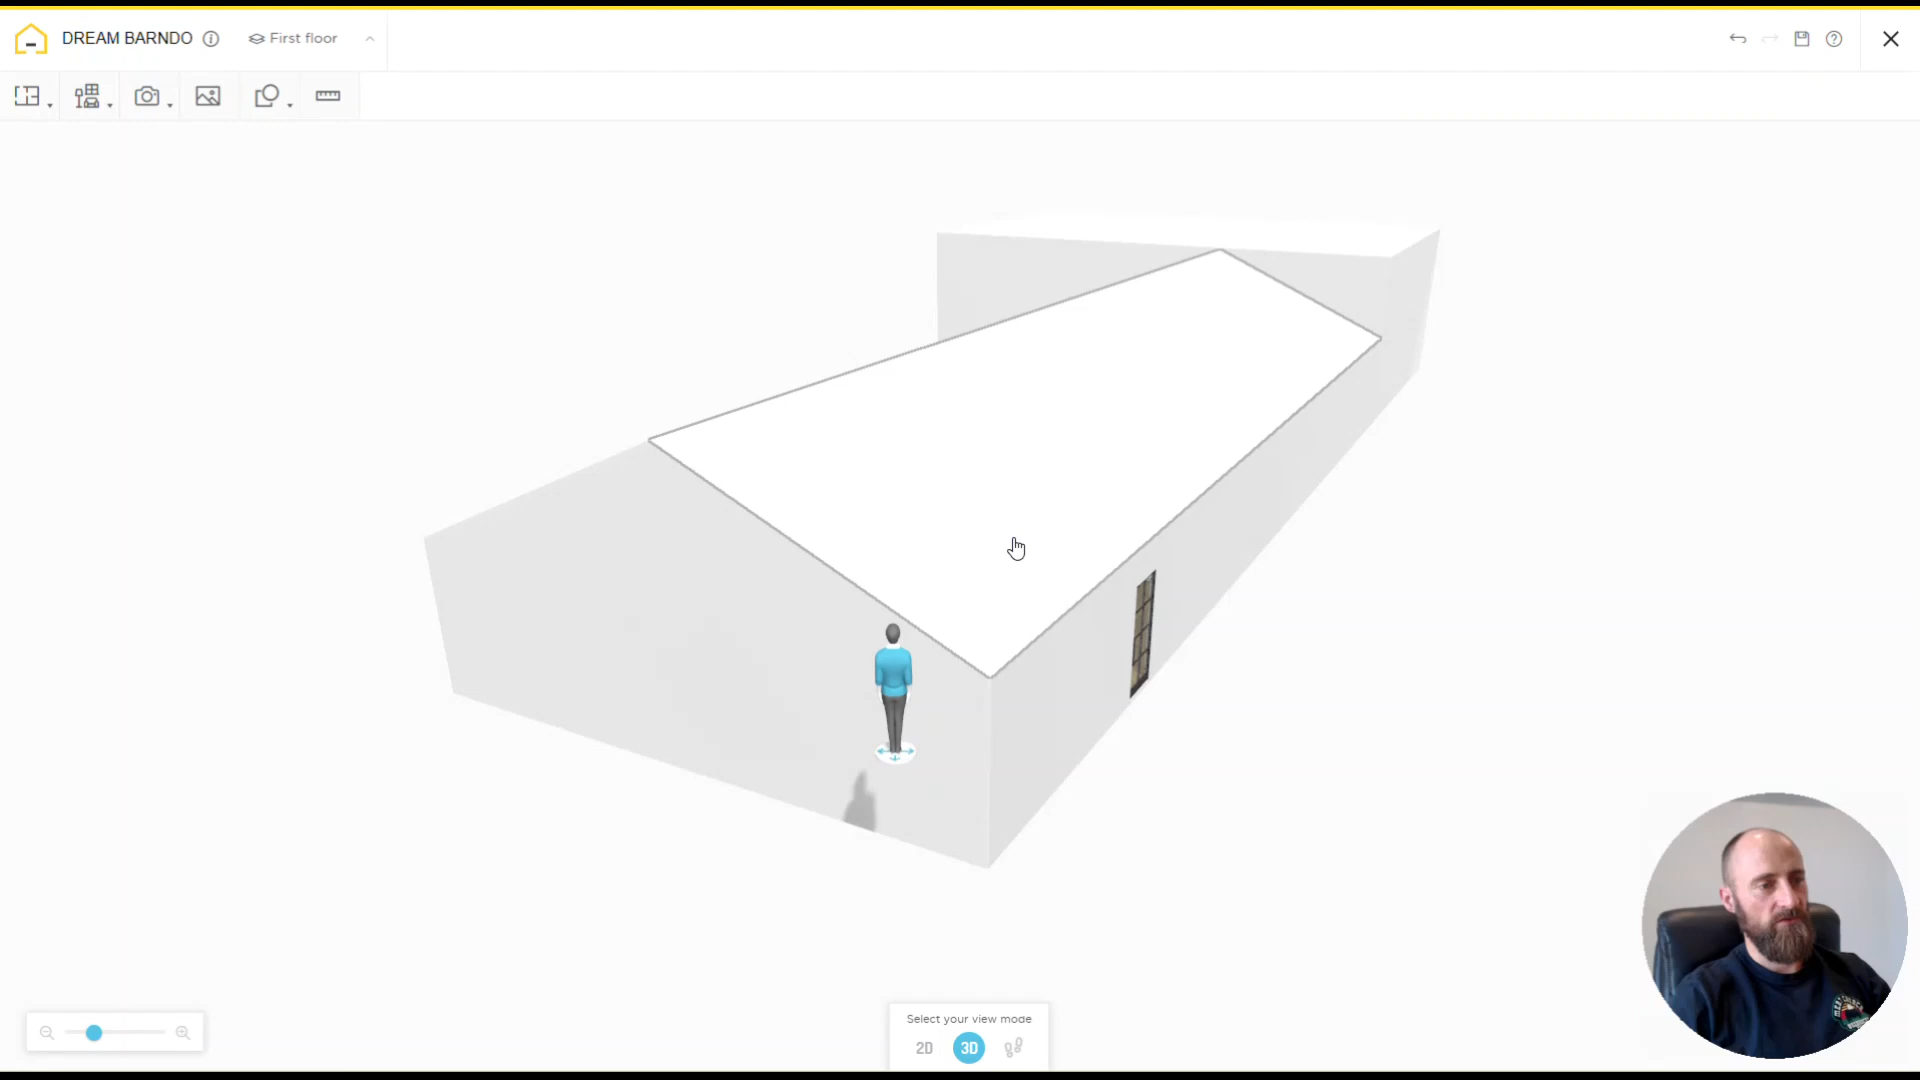 DREAM BARNDO
First floor
Select your view mode
2D
3D